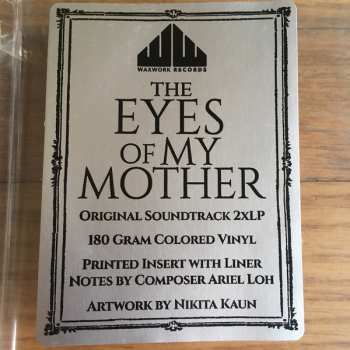 WAXWORK RECORDS
THE
EYES
OF MY
MOTHER
ORIGINAL SOUNDTRACK 2XLP
180 GRAM COLORED VINYL
PRINTED INSERT WITH LINER
NOTES BY COMPOSER ARIEL LOH
ARTWORK BY NIKITA KAUN